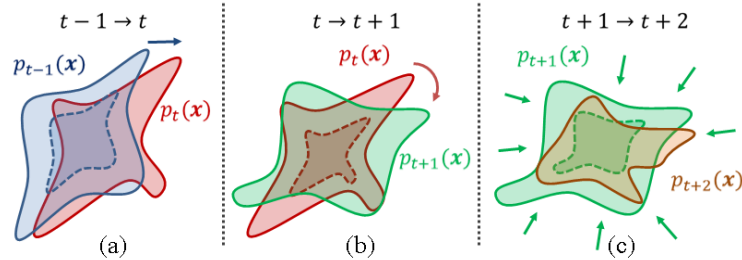 t − 1 → t
t → t + 1
t + 1 → t + 2
p_{t−1}(x)
p_t(x)
p_t(x)
p_{t+1}(x)
p_{t+1}(x)
p_{t+2}(x)
(a)
(b)
(c)